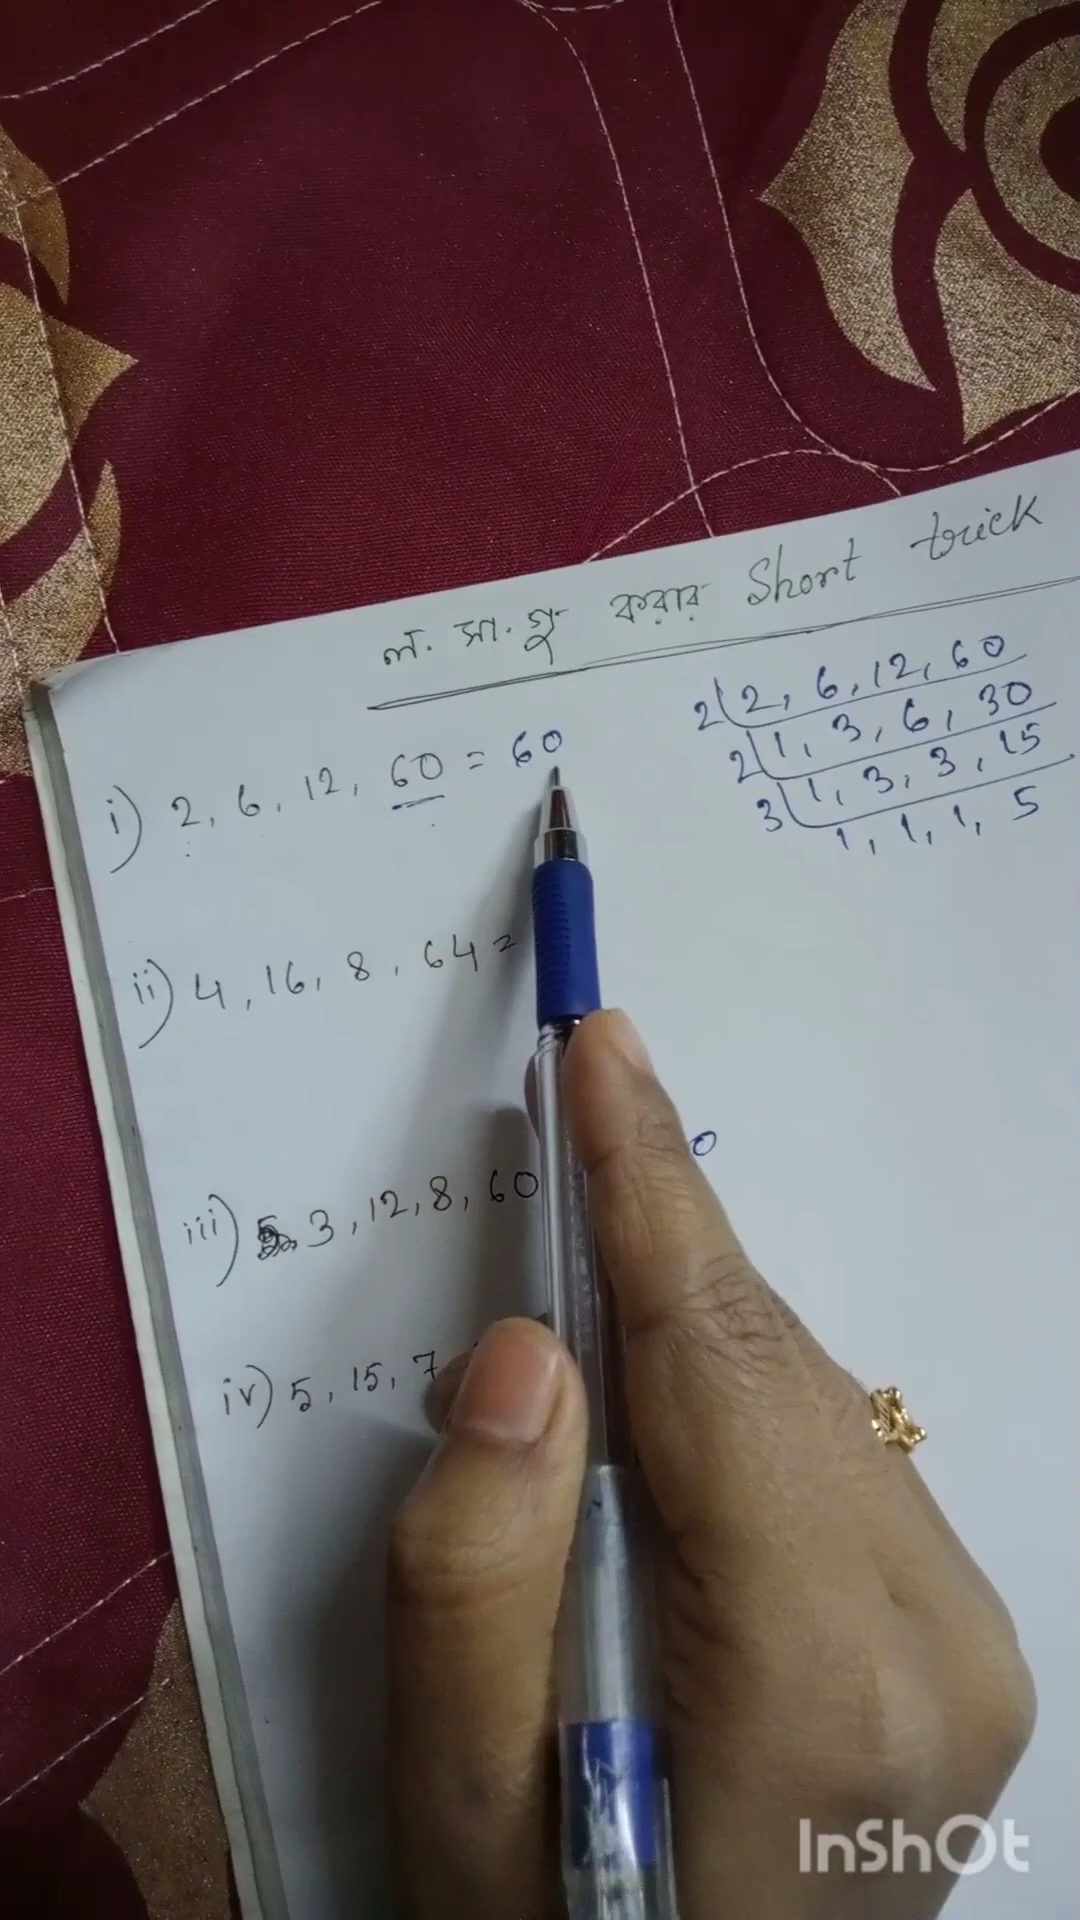 ল. সা. গু করার Short trick
i) 2, 6, 12, 60 = 60
2 2, 6, 12, 60
2 1, 3, 6, 30
3 1, 3, 3, 15
1, 1, 1, 5
ii) 4, 16, 8, 64 =
iii) 3, 12, 8, 60 0
iv) 5, 15, 7
InShOt